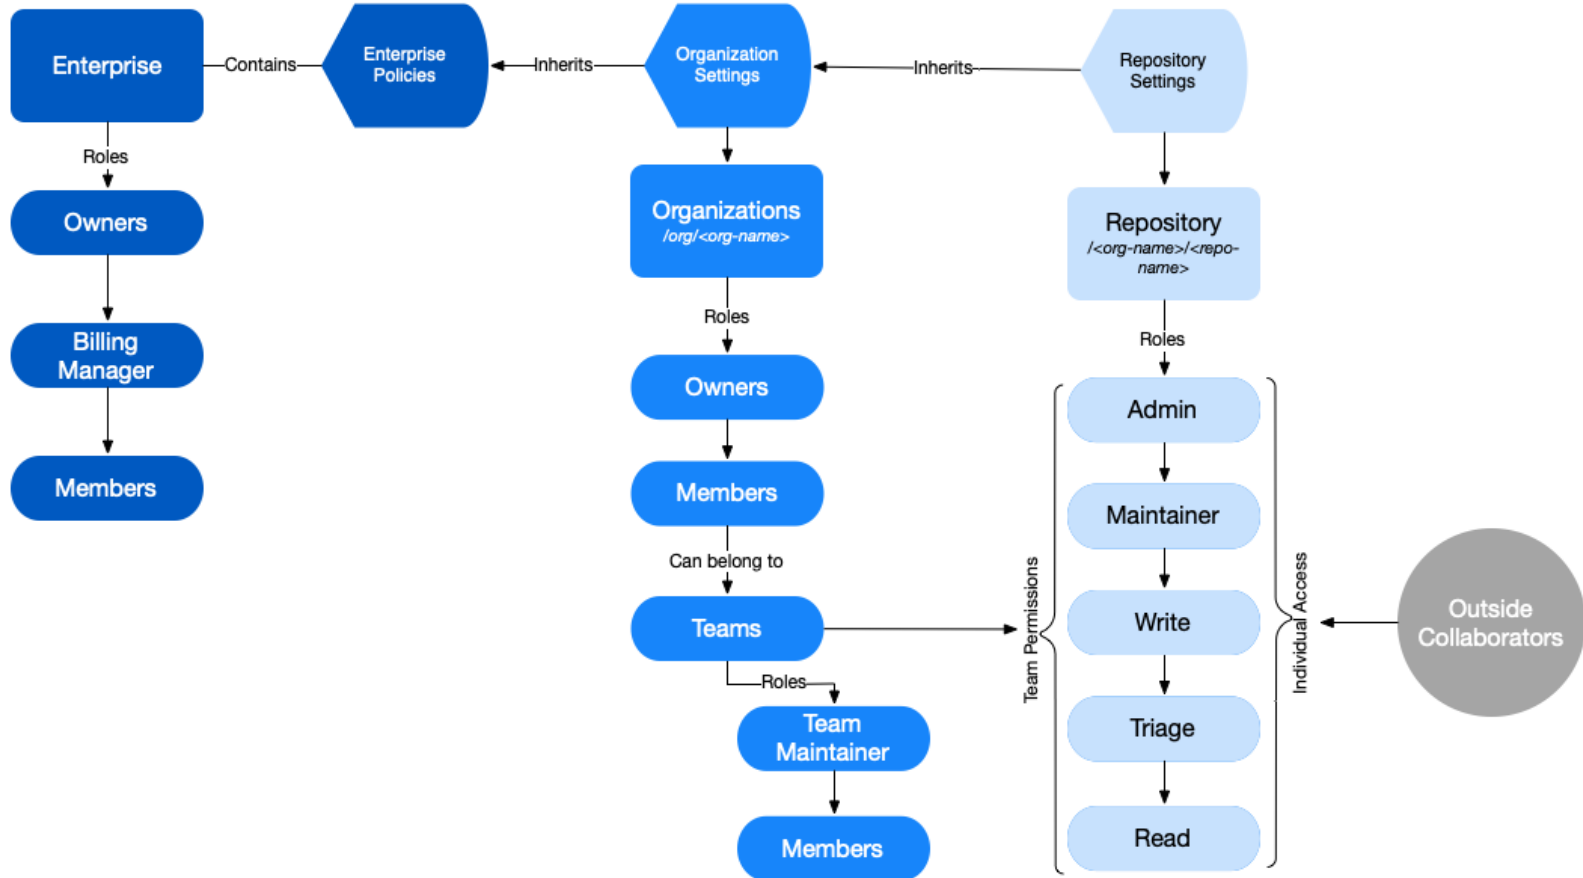 Enterprise
Contains
Enterprise
Policies
Inherits
Organization
Settings
Inherits
Repository
Settings
Roles
Owners
Billing
Manager
Members
Organizations
/org/<org-name>
Roles
Owners
Members
Can belong to
Teams
Roles
Team
Maintainer
Members
Repository
/<org-name>/<repo-
name>
Roles
Team Permissions
Admin
Maintainer
Write
Triage
Read
Individual Access
Outside
Collaborators